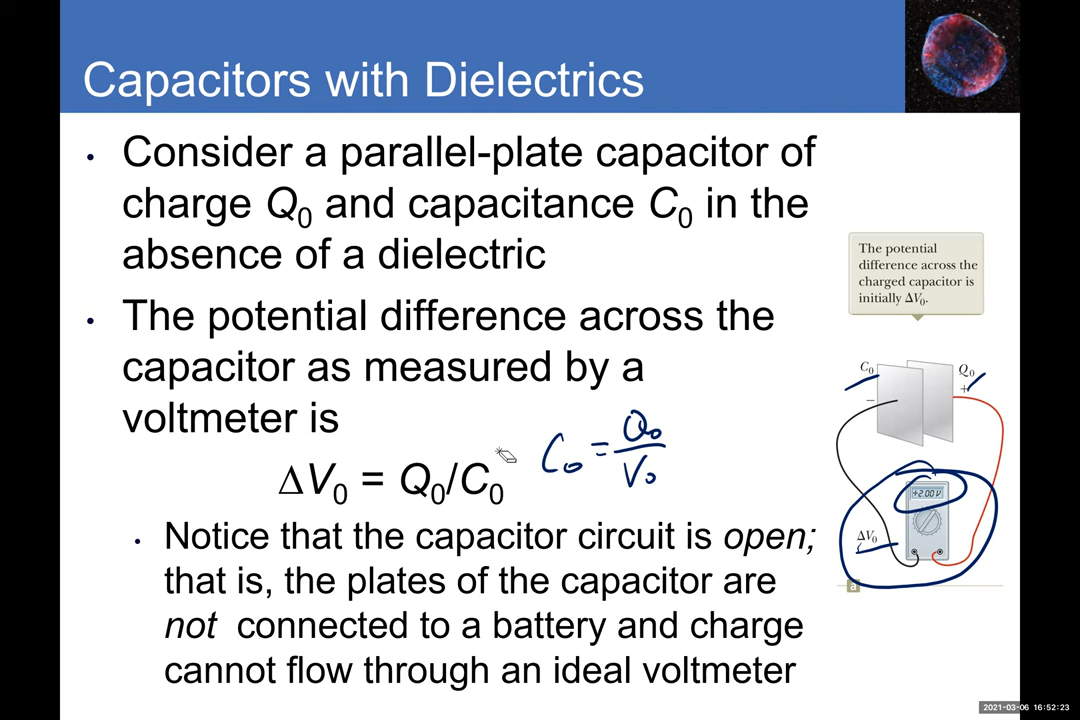 Capacitors with Dielectrics
• Consider a parallel-plate capacitor of
charge Q₀ and capacitance C₀ in the
absence of a dielectric
• The potential difference across the
capacitor as measured by a
voltmeter is
ΔV₀ = Q₀/C₀
C₀ = Q₀/V₀
• Notice that the capacitor circuit is open;
that is, the plates of the capacitor are
not connected to a battery and charge
cannot flow through an ideal voltmeter
The potential
difference across the
charged capacitor is
initially ΔV₀.
C₀
Q₀
−
+
+2.00 V
ΔV₀
a
2021-03-06 16:52:23